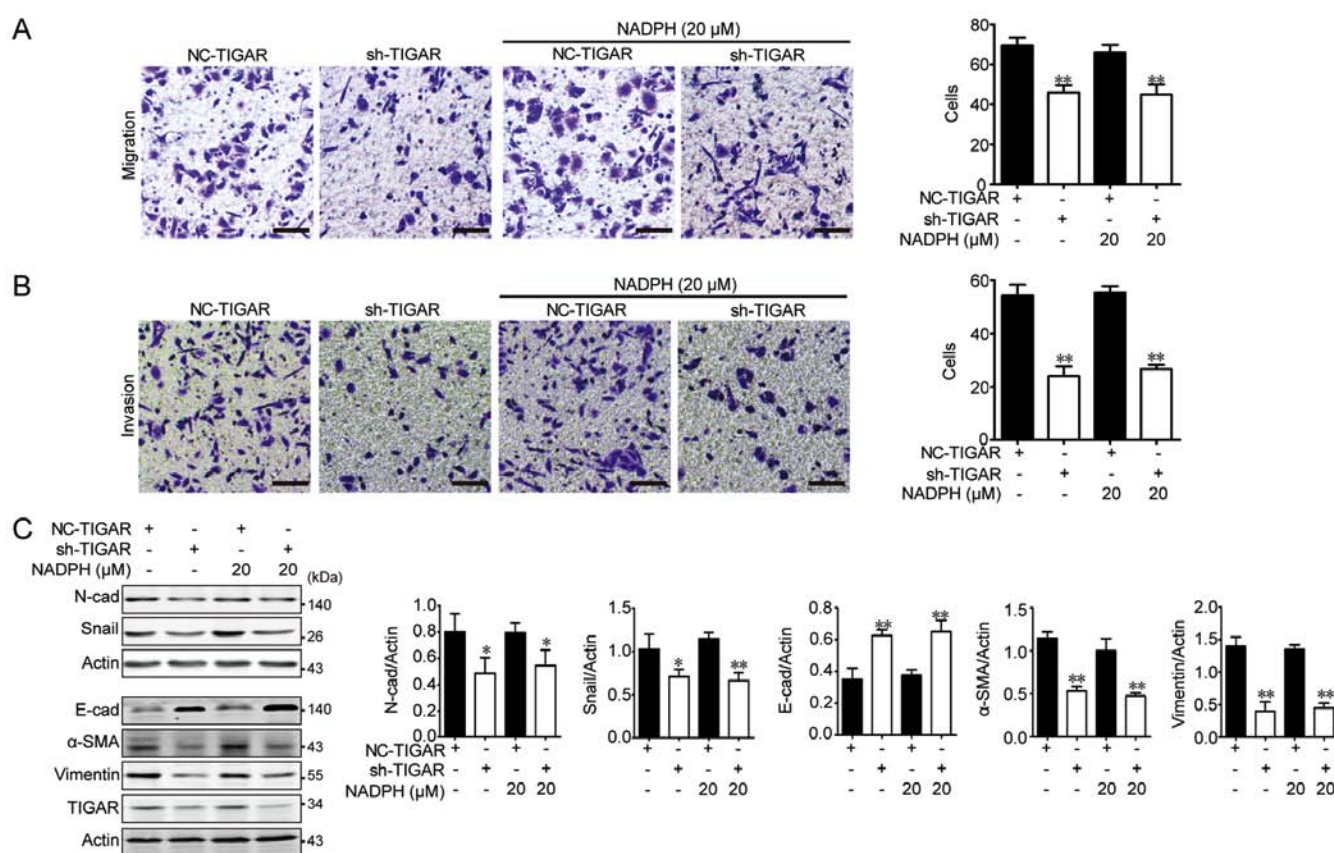 A
NADPH (20 µM)
NC-TIGAR sh-TIGAR NC-TIGAR sh-TIGAR
Migration
Cells
80
60
40
20
0
NC-TIGAR + - + -
sh-TIGAR - + - +
NADPH (µM) - - 20 20
B
NADPH (20 µM)
NC-TIGAR sh-TIGAR NC-TIGAR sh-TIGAR
Invasion
Cells
60
40
20
0
** **
** **
NC-TIGAR + - + -
sh-TIGAR - + - +
NADPH (µM) - - 20 20
C
NC-TIGAR + - + -
sh-TIGAR - + - +
NADPH (µM) - - 20 20 (kDa)
N-cad 140
Snail 26
Actin 43
E-cad 140
α-SMA 43
Vimentin 55
TIGAR 34
Actin 43
N-cad/Actin
1.0
0.8
0.6
0.4
0.2
0.0
* *
Snail/Actin
1.5
1.0
0.5
0.0
* **
E-cad/Actin
0.8
0.6
0.4
0.2
0.0
** **
α-SMA/Actin
1.5
1.0
0.5
0.0
** **
Vimentin/Actin
2.0
1.5
1.0
0.5
0.0
** **
NC-TIGAR + - + - + - + - + - + - + - + - + - + -
sh-TIGAR - + - + - + - + - + - + - + - + - + - +
NADPH (µM) - - 20 20 - - 20 20 - - 20 20 - - 20 20 - - 20 20